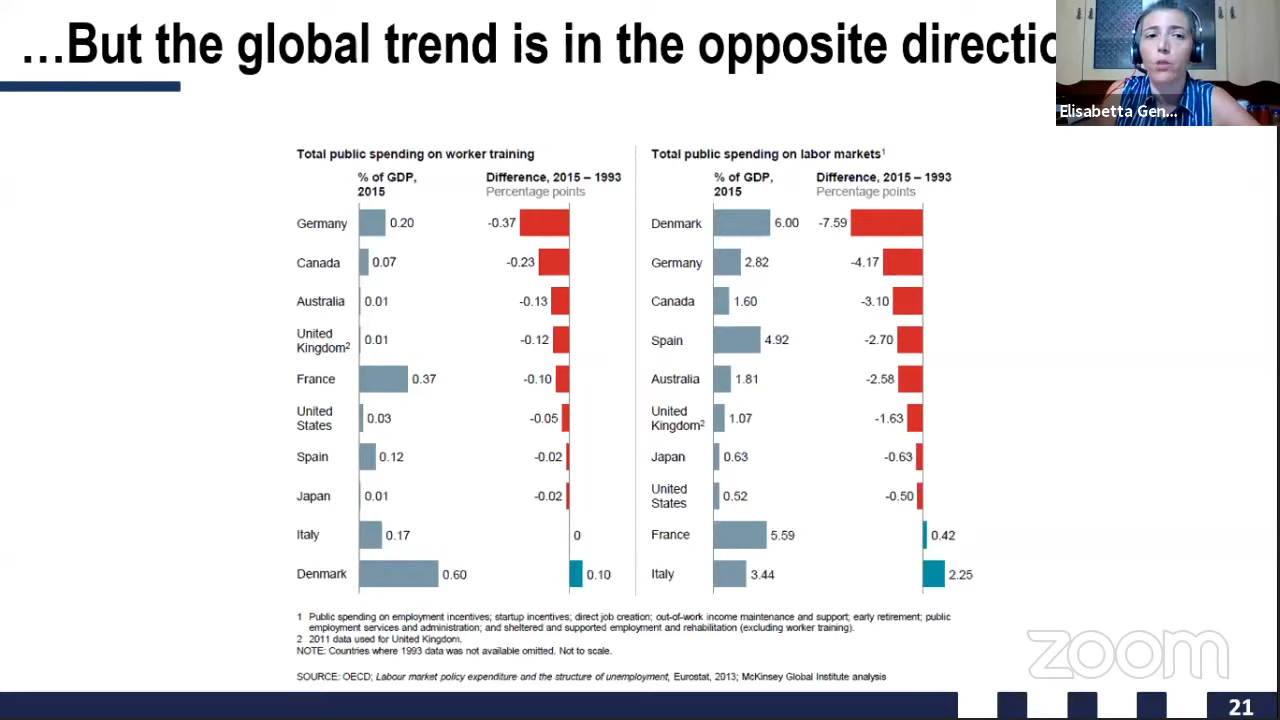 …But the global trend is in the opposite directio
Elisabetta Gen...
Total public spending on worker training
% of GDP, 2015
Difference, 2015 – 1993
Percentage points
Germany 0.20 -0.37
Canada 0.07 -0.23
Australia 0.01 -0.13
United Kingdom² 0.01 -0.12
France 0.37 -0.10
United States 0.03 -0.05
Spain 0.12 -0.02
Japan 0.01 -0.02
Italy 0.17 0
Denmark 0.60 0.10
Total public spending on labor markets¹
% of GDP, 2015
Difference, 2015 – 1993
Percentage points
Denmark 6.00 -7.59
Germany 2.82 -4.17
Canada 1.60 -3.10
Spain 4.92 -2.70
Australia 1.81 -2.58
United Kingdom² 1.07 -1.63
Japan 0.63 -0.63
United States 0.52 -0.50
France 5.59 0.42
Italy 3.44 2.25
1 Public spending on employment incentives; startup incentives; direct job creation; out-of-work income maintenance and support; early retirement; public
employment services and administration; and sheltered and supported employment and rehabilitation (excluding worker training).
2 2011 data used for United Kingdom.
NOTE: Countries where 1993 data was not available omitted. Not to scale.
SOURCE: OECD; Labour market policy expenditure and the structure of unemployment, Eurostat, 2013; McKinsey Global Institute analysis
zoom
21